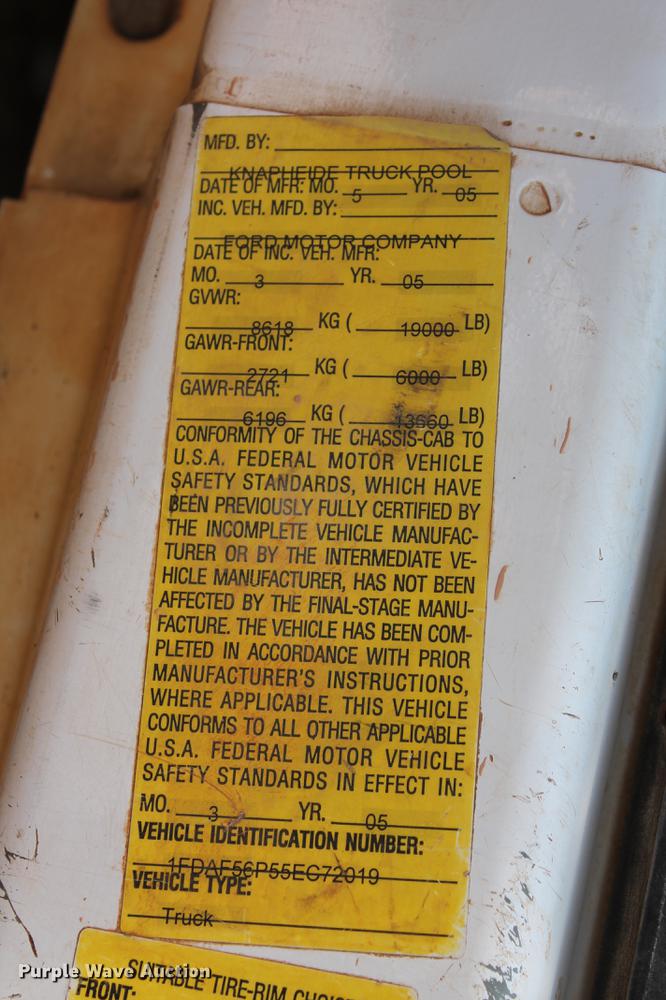 MFD. BY:
KNAPHEIDE TRUCK POOL
DATE OF MFR: MO. 5 YR. 05
INC. VEH. MFD. BY:
FORD MOTOR COMPANY
DATE OF INC. VEH. MFR:
MO. 3 YR. 05
GVWR:
8618 KG ( 19000 LB)
GAWR-FRONT:
2721 KG ( 6000 LB)
GAWR-REAR:
6196 KG ( 13660 LB)
CONFORMITY OF THE CHASSIS-CAB TO
U.S.A. FEDERAL MOTOR VEHICLE
SAFETY STANDARDS, WHICH HAVE
BEEN PREVIOUSLY FULLY CERTIFIED BY
THE INCOMPLETE VEHICLE MANUFAC-
TURER OR BY THE INTERMEDIATE VE-
HICLE MANUFACTURER, HAS NOT BEEN
AFFECTED BY THE FINAL-STAGE MANU-
FACTURE. THE VEHICLE HAS BEEN COM-
PLETED IN ACCORDANCE WITH PRIOR
MANUFACTURER'S INSTRUCTIONS,
WHERE APPLICABLE. THIS VEHICLE
CONFORMS TO ALL OTHER APPLICABLE
U.S.A. FEDERAL MOTOR VEHICLE
SAFETY STANDARDS IN EFFECT IN:
MO. 3 YR. 05
VEHICLE IDENTIFICATION NUMBER:
1FDAF56P55EC72019
VEHICLE TYPE:
Truck
SUITABLE TIRE-RIM
FRONT:
Purple Wave Auction